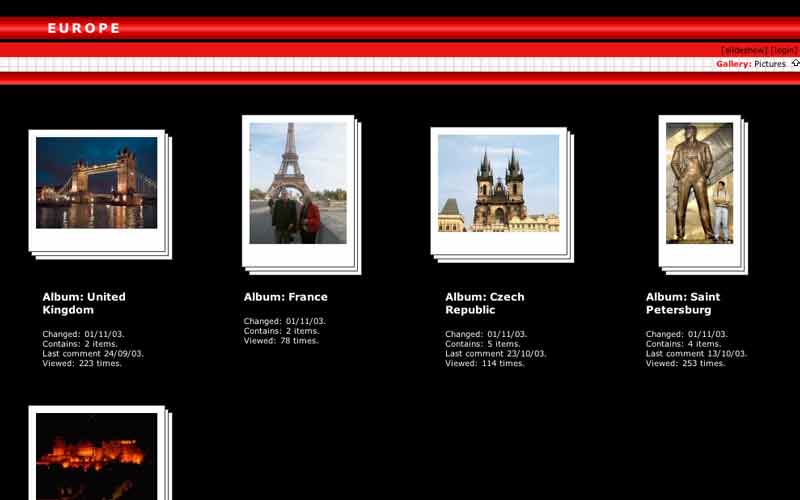 EUROPE
[slideshow] [login]
Gallery: Pictures
Album: United
Kingdom
Changed: 01/11/03.
Contains: 2 items.
Last comment 24/09/03.
Viewed: 223 times.
Album: France
Changed: 01/11/03.
Contains: 2 items.
Viewed: 78 times.
Album: Czech
Republic
Changed: 01/11/03.
Contains: 5 items.
Last comment 23/10/03.
Viewed: 114 times.
Album: Saint
Petersburg
Changed: 01/11/03.
Contains: 4 items.
Last comment 13/10/03.
Viewed: 253 times.